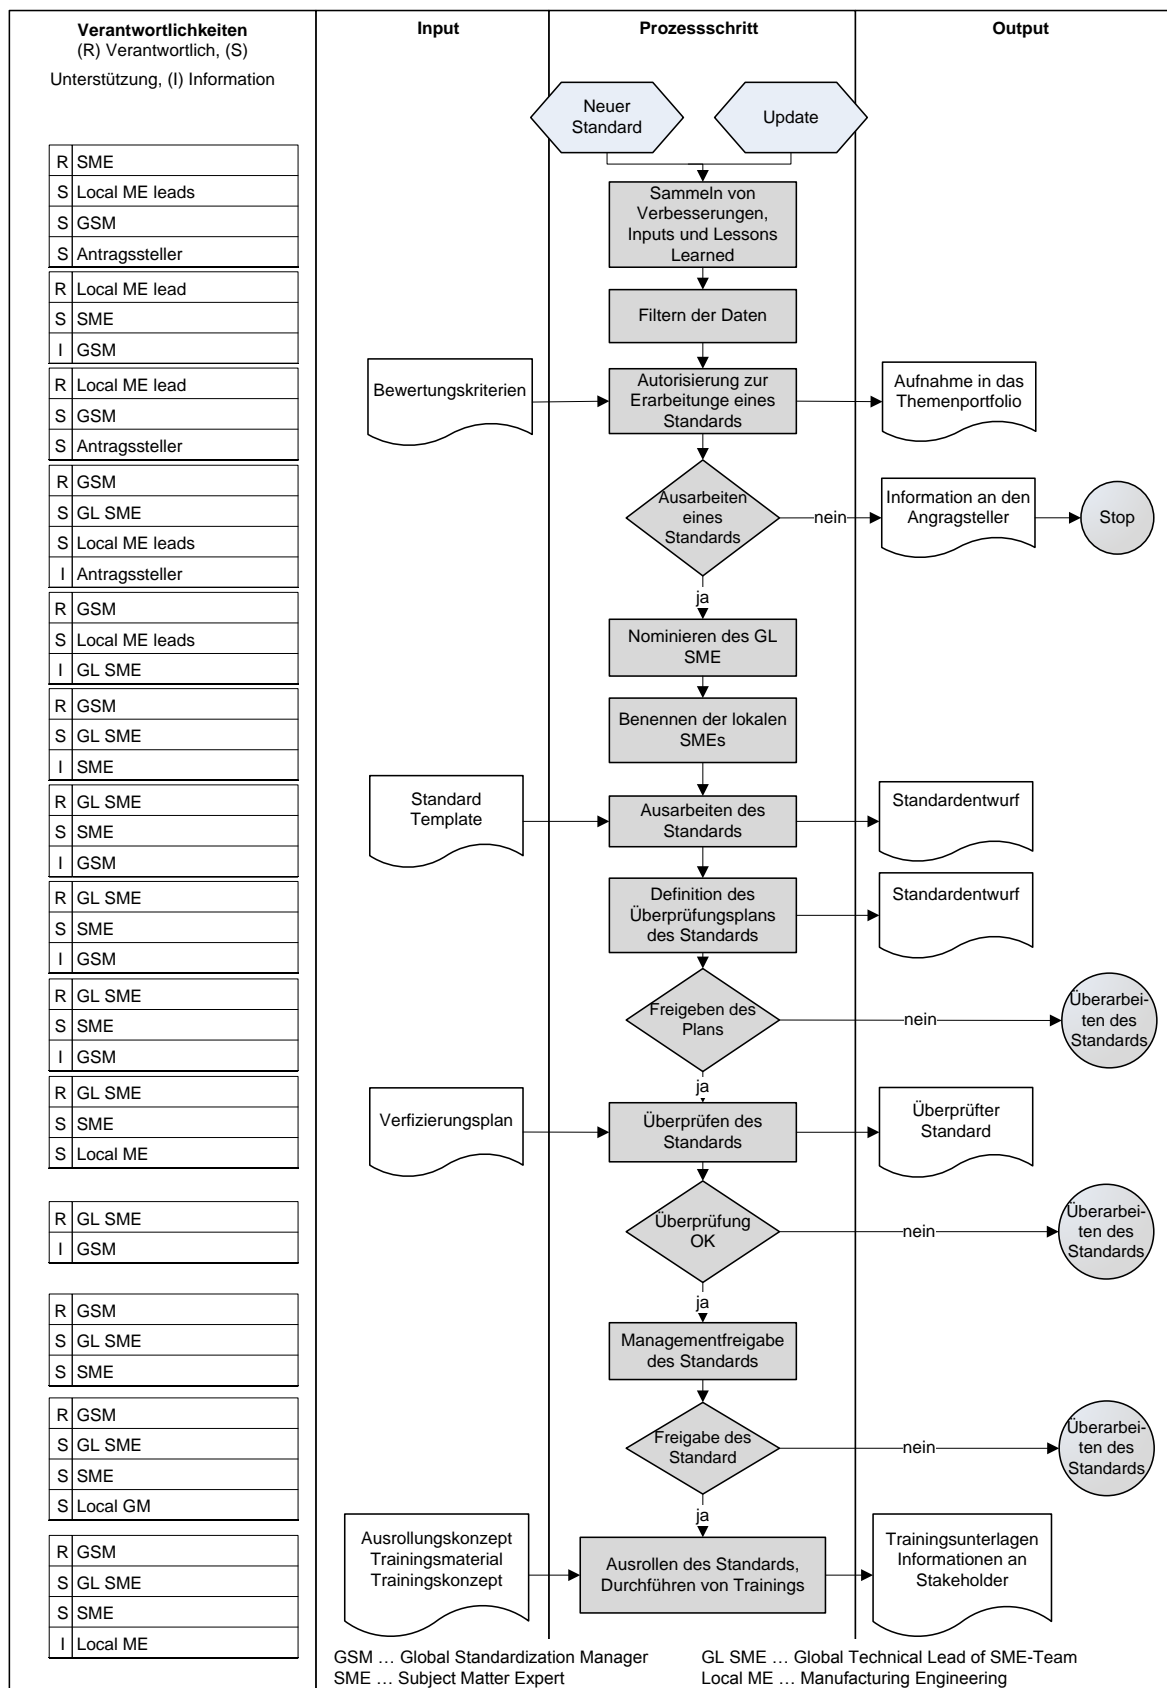 Verantwortlichkeiten
(R) Verantwortlich, (S)
Unterstützung, (I) Information
Input
Prozessschritt
Output
Neuer
Standard
Update
R SME
S Local ME leads
S GSM
S Antragssteller
Sammeln von
Verbesserungen,
Inputs und Lessons
Learned
R Local ME lead
S SME
I GSM
Filtern der Daten
R Local ME lead
S GSM
S Antragssteller
Bewertungskriterien
Autorisierung zur
Erarbeitunge eines
Standards
Aufnahme in das
Themenportfolio
R GSM
S GL SME
S Local ME leads
I Antragssteller
Ausarbeiten
eines
Standards
nein
Information an den
Angragsteller
Stop
ja
R GSM
S Local ME leads
I GL SME
Nominieren des GL
SME
R GSM
S GL SME
I SME
Benennen der lokalen
SMEs
R GL SME
S SME
I GSM
Standard
Template
Ausarbeiten des
Standards
Standardentwurf
R GL SME
S SME
I GSM
Definition des
Überprüfungsplans
des Standards
Standardentwurf
R GL SME
S SME
I GSM
Freigeben des
Plans
nein
Überarbei-
ten des
Standards
ja
R GL SME
S SME
S Local ME
Verfizierungsplan
Überprüfen des
Standards
Überprüfter
Standard
R GL SME
I GSM
Überprüfung
OK
nein
Überarbei-
ten des
Standards
ja
R GSM
S GL SME
S SME
Managementfreigabe
des Standards
R GSM
S GL SME
S SME
S Local GM
Freigabe des
Standard
nein
Überarbei-
ten des
Standards
ja
R GSM
S GL SME
S SME
I Local ME
Ausrollungskonzept
Trainingsmaterial
Trainingskonzept
Ausrollen des Standards,
Durchführen von Trainings
Trainingsunterlagen
Informationen an
Stakeholder
GSM … Global Standardization Manager
GL SME … Global Technical Lead of SME-Team
SME … Subject Matter Expert
Local ME … Manufacturing Engineering